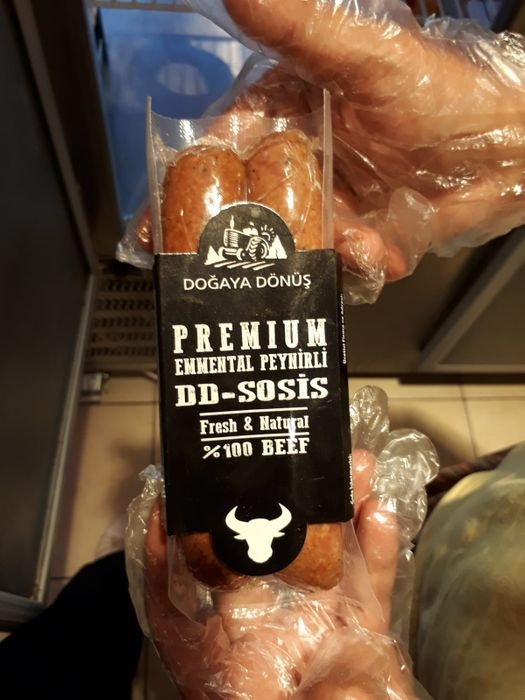 DOĞAYA DÖNÜŞ
PREMIUM
EMMENTAL PEYNİRLİ
DD-SOSİS
Fresh & Natural
%100 BEEF